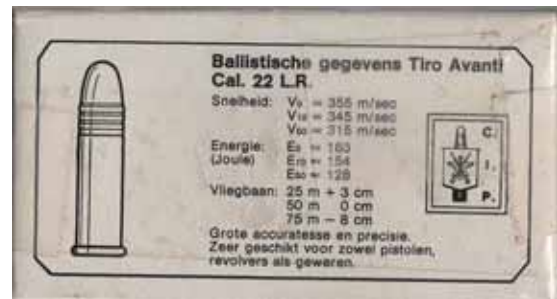 Ballistische gegevens Tiro Avanti
Cal. 22 L.R.
Snelheid: V₀ = 355 m/sec
V₁₀ = 345 m/sec
V₅₀ = 315 m/sec
Energie: E₀ = 163
(Joule) E₁₀ = 154
E₅₀ = 128
Vliegbaan: 25 m + 3 cm
50 m 0 cm
75 m – 8 cm
Grote accuratesse en precisie.
Zeer geschikt voor zowel pistolen,
revolvers als geweren.
C.
I.
P.